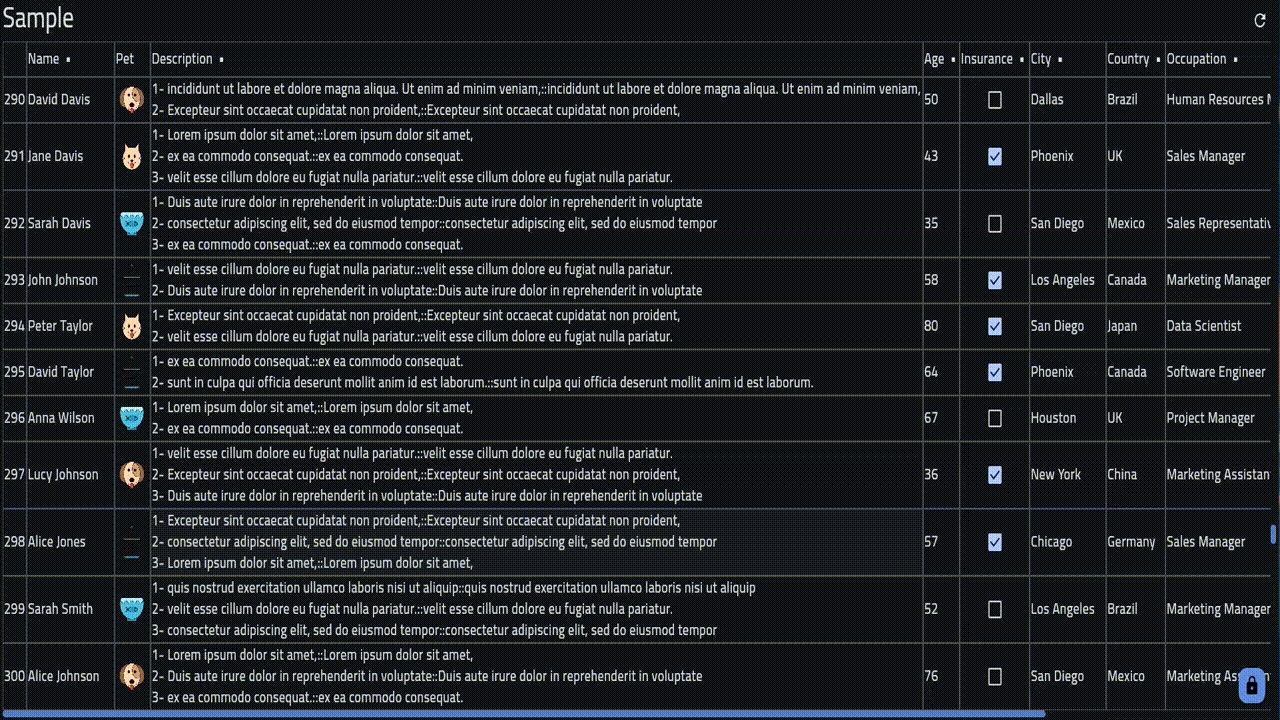 Sample
Name Pet Description Age Insurance City Country Occupation
290 David Davis 1- incididunt ut labore et dolore magna aliqua. Ut enim ad minim veniam,::incididunt ut labore et dolore magna aliqua. Ut enim ad minim veniam, 50 Dallas Brazil Human Resources
2- Excepteur sint occaecat cupidatat non proident,::Excepteur sint occaecat cupidatat non proident,
1- Lorem ipsum dolor sit amet,::Lorem ipsum dolor sit amet,
291 Jane Davis 2- ex ea commodo consequat.::ex ea commodo consequat. 43 Phoenix UK Sales Manager
3- velit esse cillum dolore eu fugiat nulla pariatur.::velit esse cillum dolore eu fugiat nulla pariatur.
1- Duis aute irure dolor in reprehenderit in voluptate::Duis aute irure dolor in reprehenderit in voluptate
292 Sarah Davis 2- consectetur adipiscing elit, sed do eiusmod tempor::consectetur adipiscing elit, sed do eiusmod tempor 35 San Diego Mexico Sales Representativ
3- ex ea commodo consequat.::ex ea commodo consequat.
293 John Johnson 1- velit esse cillum dolore eu fugiat nulla pariatur.::velit esse cillum dolore eu fugiat nulla pariatur. 58 Los Angeles Canada Marketing Manager
2- Duis aute irure dolor in reprehenderit in voluptate::Duis aute irure dolor in reprehenderit in voluptate
294 Peter Taylor 1- Excepteur sint occaecat cupidatat non proident,::Excepteur sint occaecat cupidatat non proident, 80 San Diego Japan Data Scientist
2- velit esse cillum dolore eu fugiat nulla pariatur.::velit esse cillum dolore eu fugiat nulla pariatur.
295 David Taylor 1- ex ea commodo consequat.::ex ea commodo consequat. 64 Phoenix Canada Software Engineer
2- sunt in culpa qui officia deserunt mollit anim id est laborum.::sunt in culpa qui officia deserunt mollit anim id est laborum.
296 Anna Wilson 1- Lorem ipsum dolor sit amet,::Lorem ipsum dolor sit amet, 67 Houston UK Project Manager
2- ex ea commodo consequat.::ex ea commodo consequat.
1- velit esse cillum dolore eu fugiat nulla pariatur.::velit esse cillum dolore eu fugiat nulla pariatur.
297 Lucy Johnson 2- Excepteur sint occaecat cupidatat non proident,::Excepteur sint occaecat cupidatat non proident, 36 New York China Marketing Assistan
3- Duis aute irure dolor in reprehenderit in voluptate::Duis aute irure dolor in reprehenderit in voluptate
1- Excepteur sint occaecat cupidatat non proident,::Excepteur sint occaecat cupidatat non proident,
298 Alice Jones 2- consectetur adipiscing elit, sed do eiusmod tempor::consectetur adipiscing elit, sed do eiusmod tempor 57 Chicago Germany Sales Manager
3- Lorem ipsum dolor sit amet,::Lorem ipsum dolor sit amet,
1- quis nostrud exercitation ullamco laboris nisi ut aliquip::quis nostrud exercitation ullamco laboris nisi ut aliquip
299 Sarah Smith 2- velit esse cillum dolore eu fugiat nulla pariatur.::velit esse cillum dolore eu fugiat nulla pariatur. 52 Los Angeles Brazil Marketing Manager
3- consectetur adipiscing elit, sed do eiusmod tempor::consectetur adipiscing elit, sed do eiusmod tempor
1- Lorem ipsum dolor sit amet,::Lorem ipsum dolor sit amet,
300 Alice Johnson 2- Duis aute irure dolor in reprehenderit in voluptate::Duis aute irure dolor in reprehenderit in voluptate 76 San Diego Mexico Marketing
3- ex ea commodo consequat.::ex ea commodo consequat.